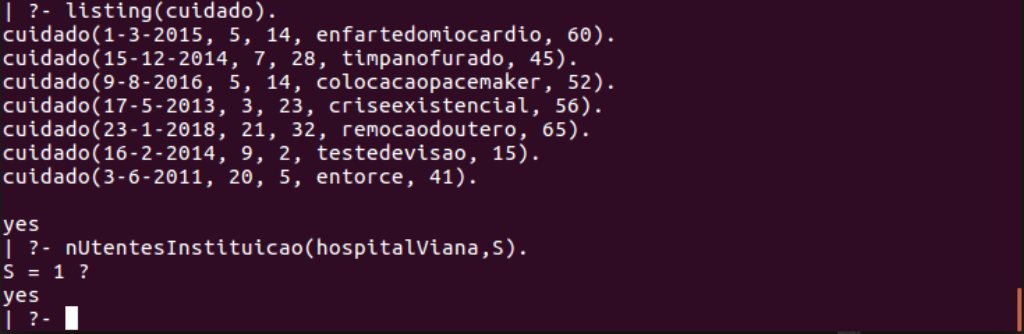 | ?- listing(cuidado).
cuidado(1-3-2015, 5, 14, enfartedomiocardio, 60).
cuidado(15-12-2014, 7, 28, timpanofurado, 45).
cuidado(9-8-2016, 5, 14, colocacaopacemaker, 52).
cuidado(17-5-2013, 3, 23, criseexistencial, 56).
cuidado(23-1-2018, 21, 32, remocaodoutero, 65).
cuidado(16-2-2014, 9, 2, testedevisao, 15).
cuidado(3-6-2011, 20, 5, entorce, 41).
yes
| ?- nUtentesInstituicao(hospitalViana,S).
S = 1 ?
yes
| ?-